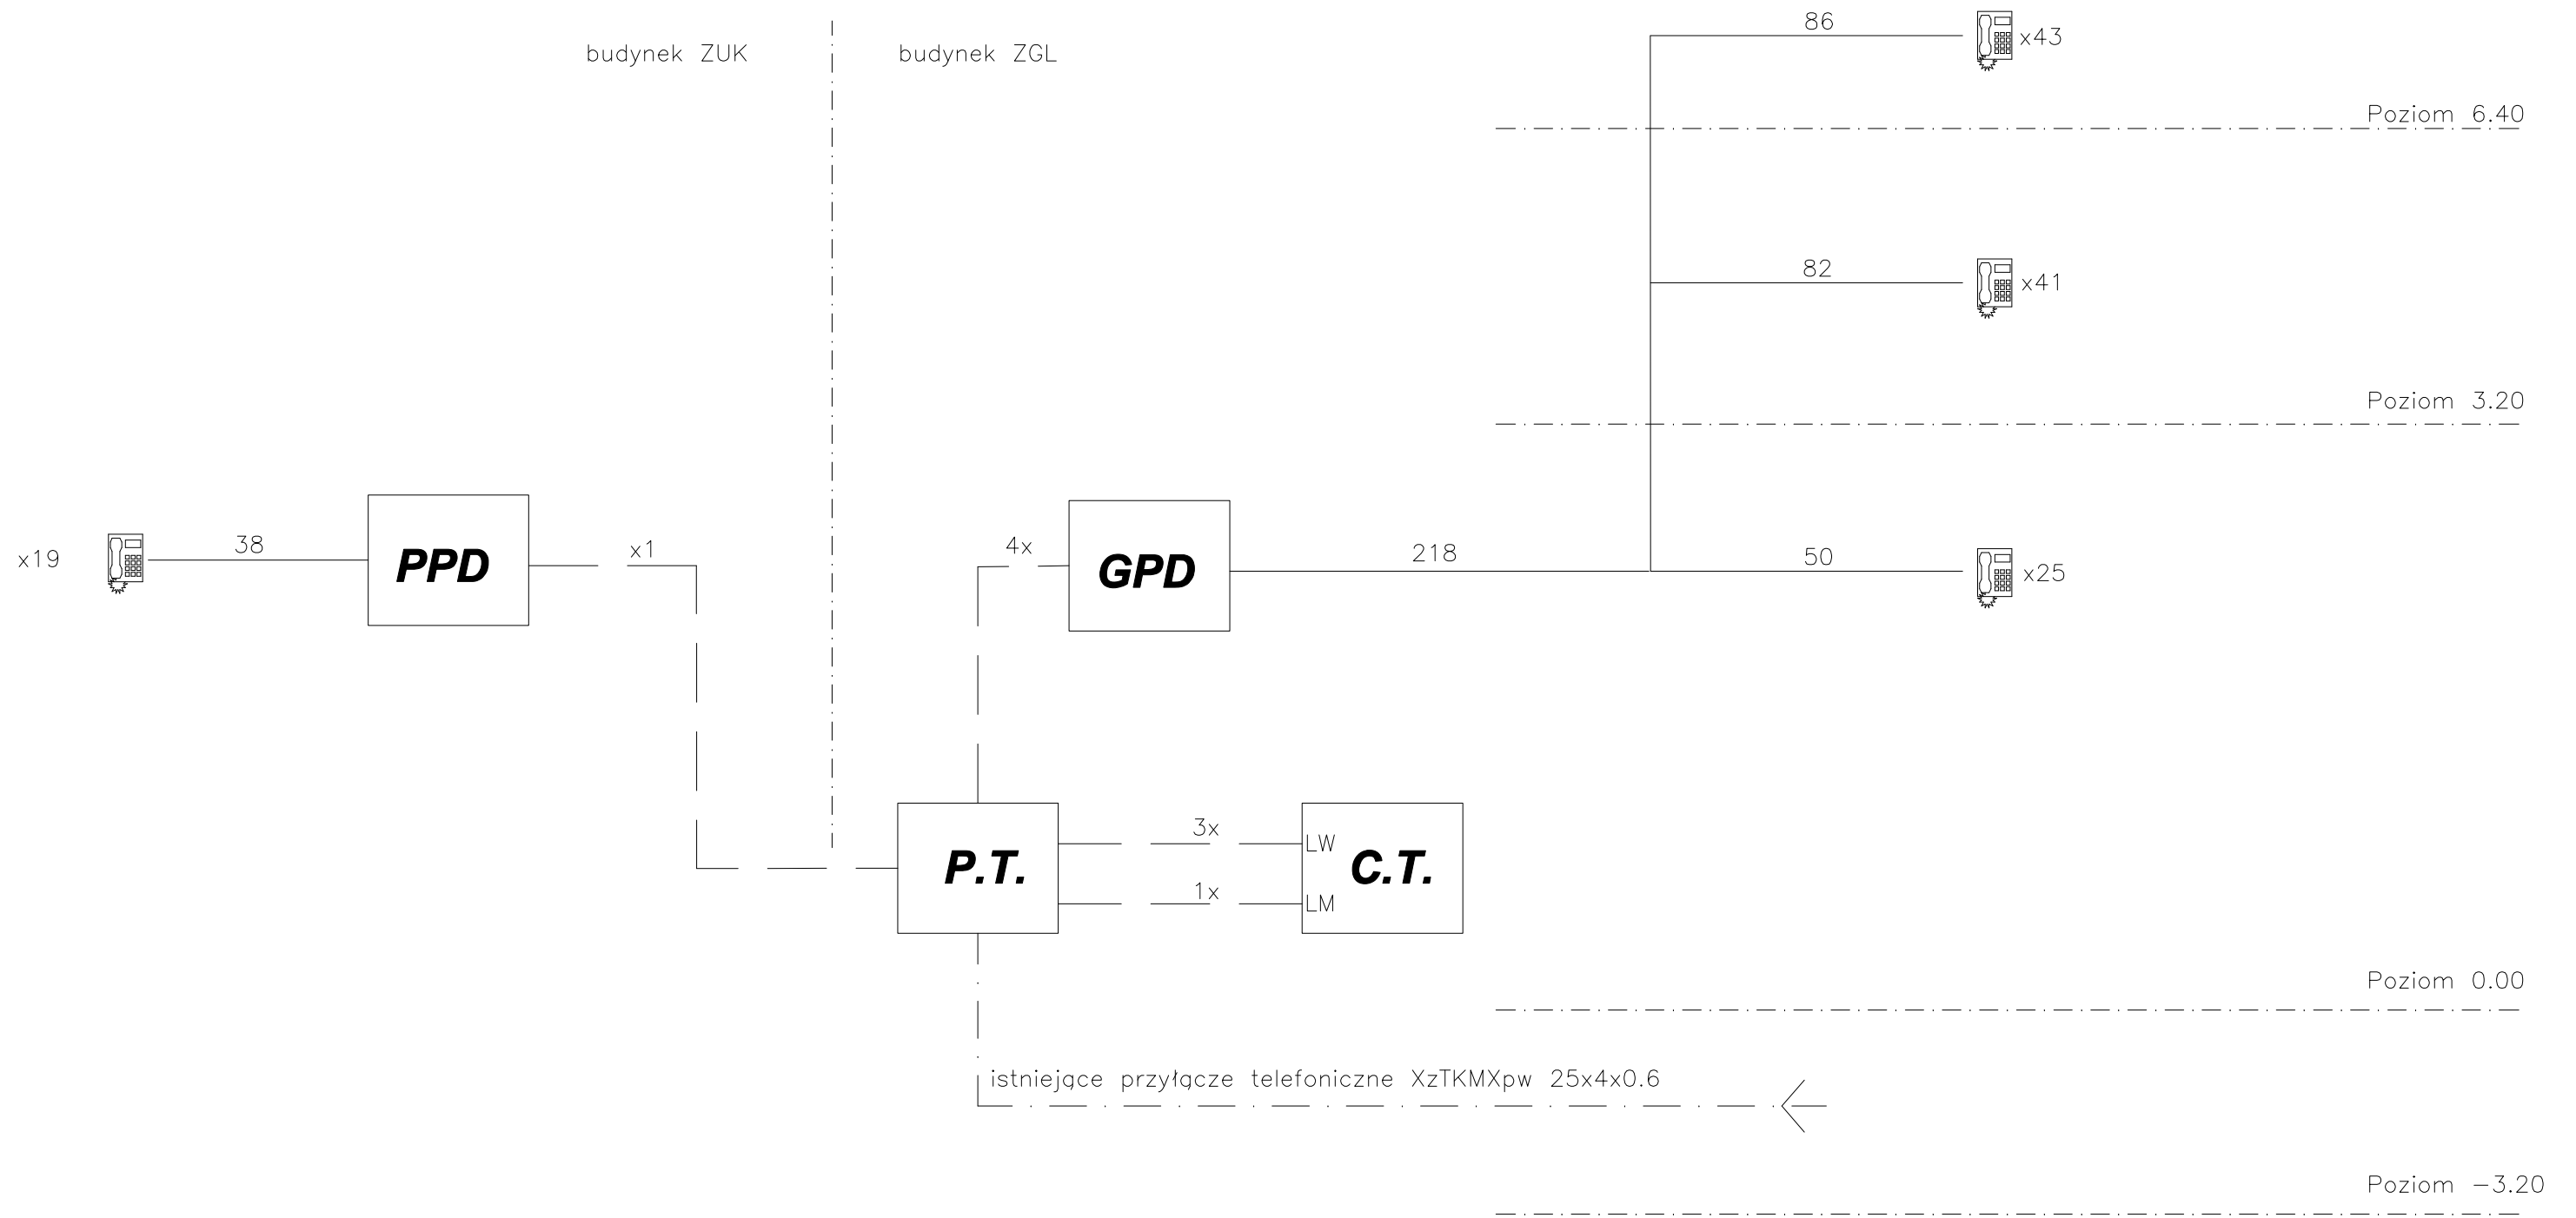 86
x43
budynek ZUK
budynek ZGL
Poziom 6.40
82
x41
Poziom 3.20
x19
38
PPD
x1
4x
GPD
218
50
x25
P.T.
3x
1x
LW
LM
C.T.
Poziom 0.00
istniejące przyłącze telefoniczne XzTKMXpw 25x4x0.6
Poziom -3.20